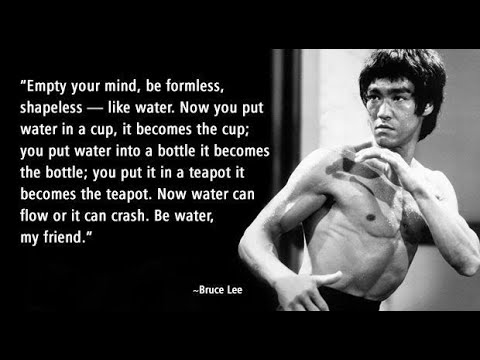 “Empty your mind, be formless,
shapeless — like water. Now you put
water in a cup, it becomes the cup;
you put water into a bottle it becomes
the bottle; you put it in a teapot it
becomes the teapot. Now water can
flow or it can crash. Be water,
my friend.”
~Bruce Lee